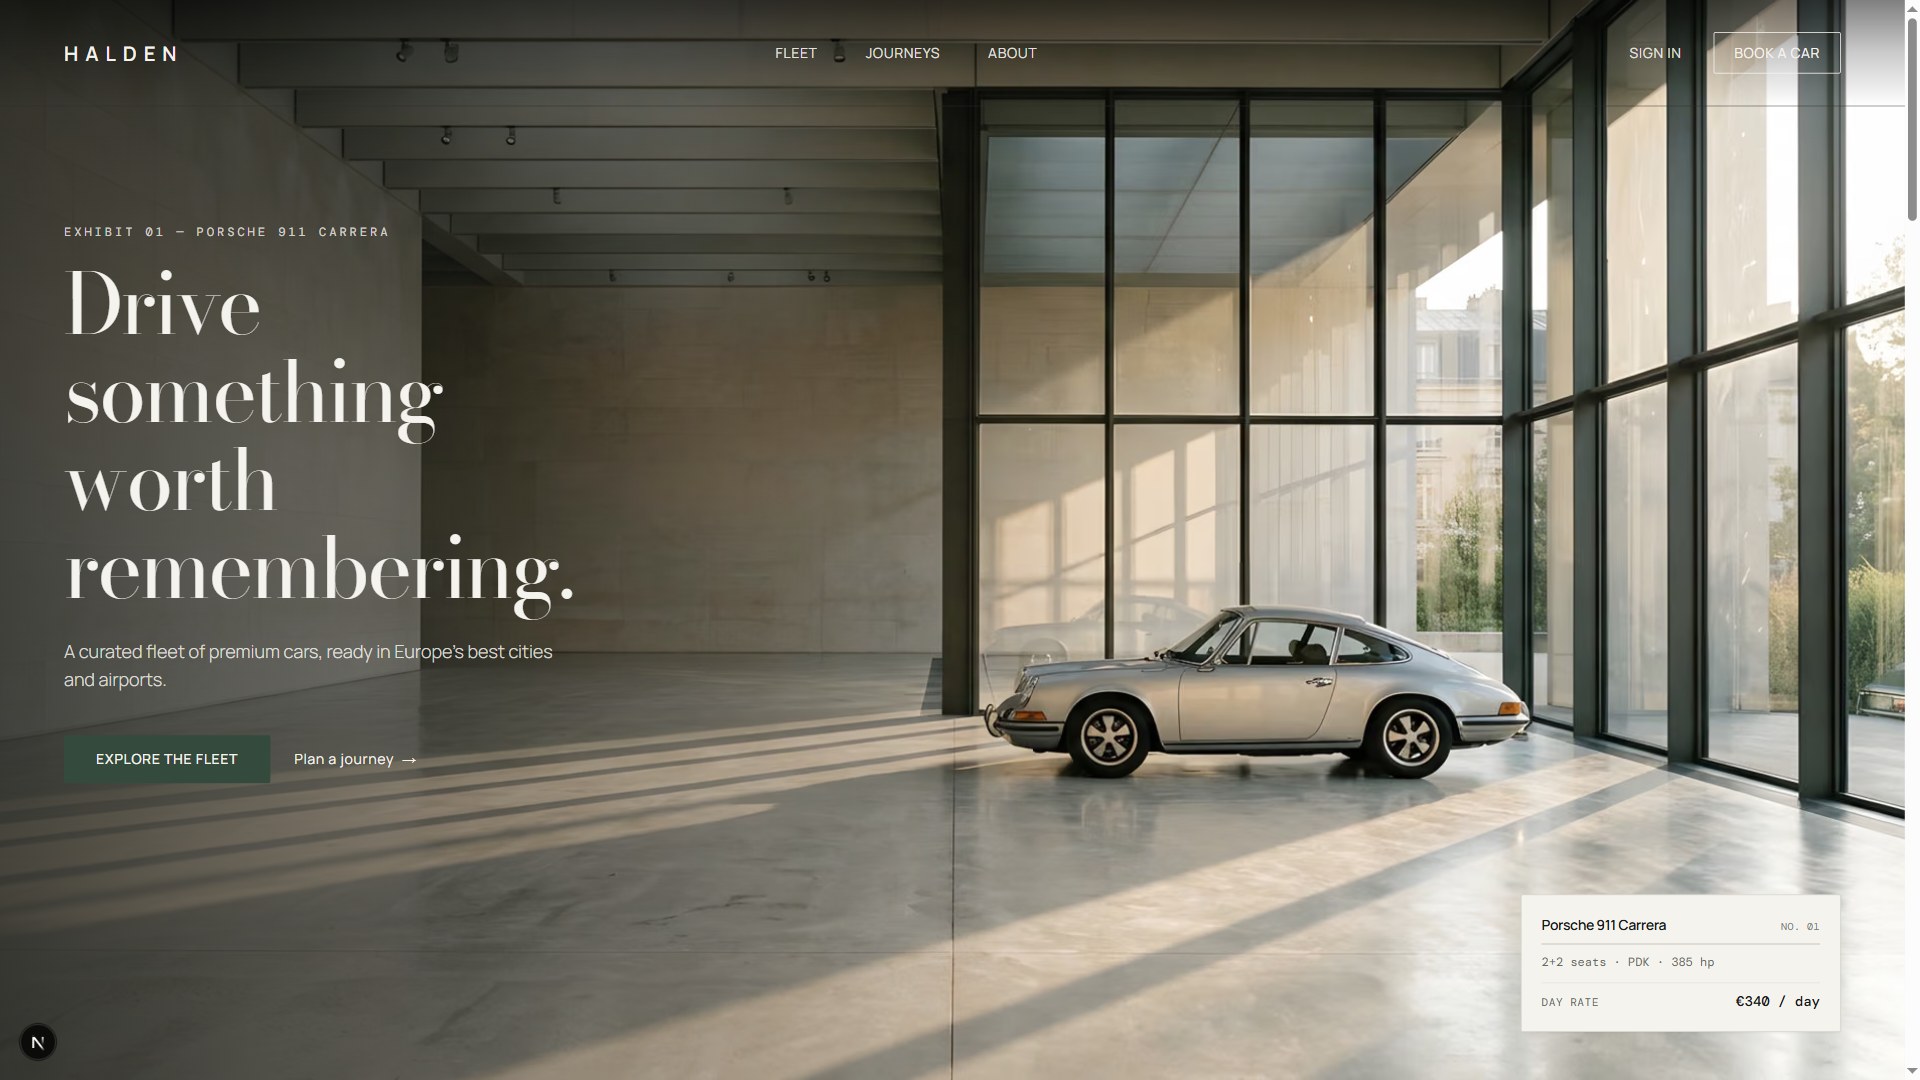 HALDEN
FLEET
JOURNEYS
ABOUT
SIGN IN
BOOK A CAR
EXHIBIT 01 — PORSCHE 911 CARRERA
Drive
something
worth
remembering.
A curated fleet of premium cars, ready in Europe's best cities
and airports.
EXPLORE THE FLEET
Plan a journey →
Porsche 911 Carrera
NO. 01
2+2 seats · PDK · 385 hp
DAY RATE
€340 / day
N